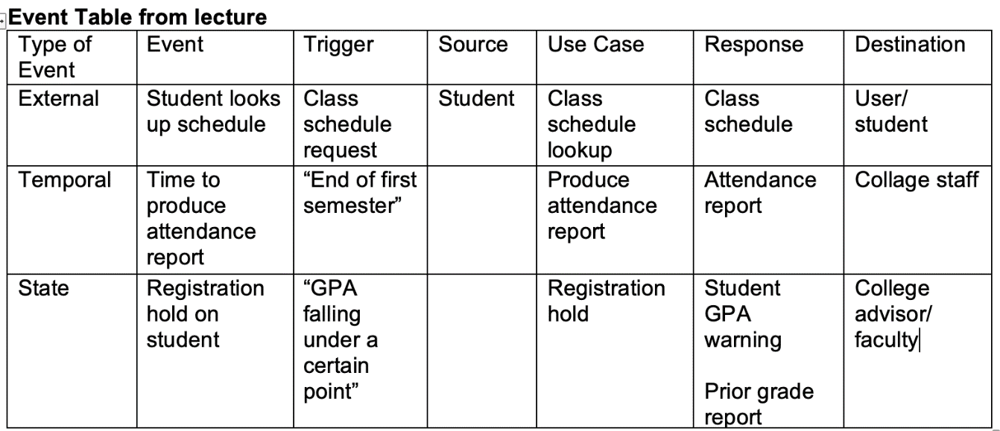 Event Table from lecture
Type of
Event
Event
Trigger
Source
Use Case
Response
Destination
External
Student looks
up schedule
Class
schedule
request
Student
Class
schedule
lookup
Class
schedule
User/
student
Temporal
Time to
produce
attendance
report
“End of first
semester”
Produce
attendance
report
Attendance
report
Collage staff
State
Registration
hold on
student
“GPA
falling
under a
certain
point”
Registration
hold
Student
GPA
warning
Prior grade
report
College
advisor/
faculty